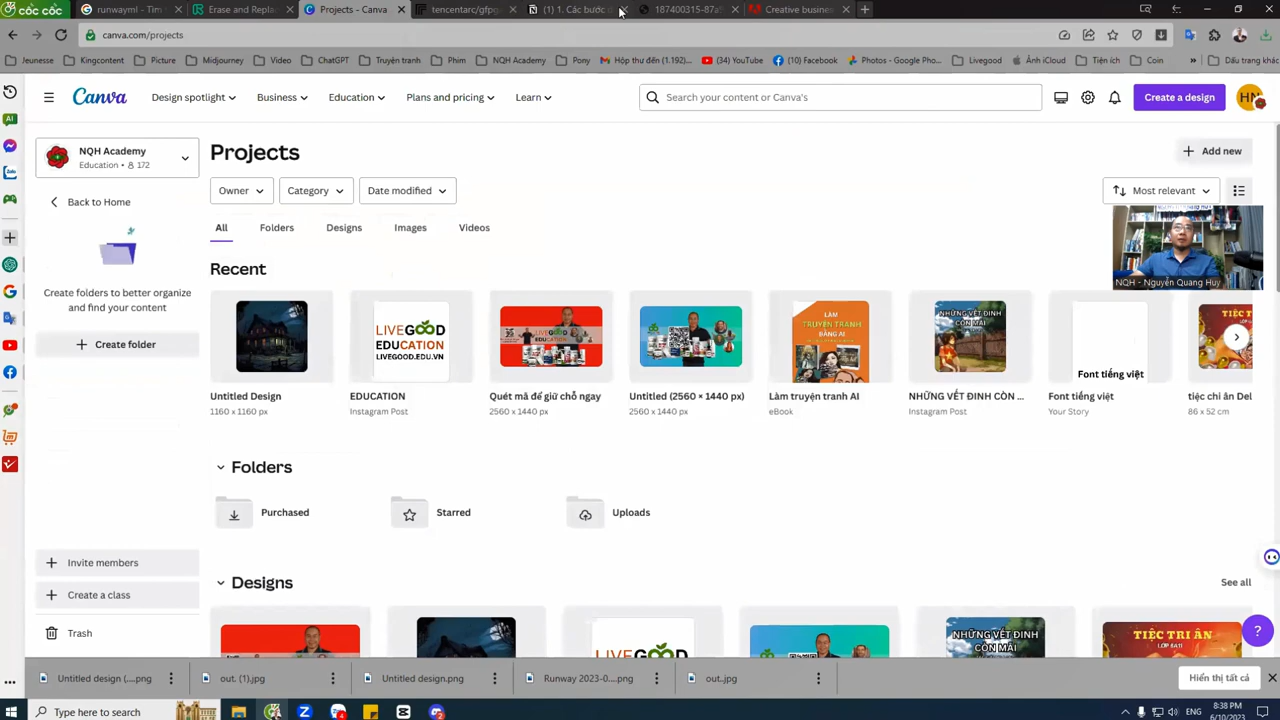 cốc cốc
runwayml - Tìm
Erase and Repla
Projects - Canva
tencentarc/gfpg
(1) 1. Các bước
187400315-87a
Creative busine
canva.com/projects
Jeunesse
Kingcontent
Picture
Midjourney
Video
ChatGPT
Truyện tranh
Phim
NQH Academy
Pony
Hộp thư đến (1.192)...
(34) YouTube
(10) Facebook
Photos - Google Pho...
Livegood
Ảnh iCloud
Tiện ích
Coin
»
Dấu trang khác
Canva
Design spotlight
Business
Education
Plans and pricing
Learn
Search your content or Canva's
Create a design
HN
NQH Academy
Education • 172
Projects
Add new
Back to Home
Owner
Category
Date modified
Most relevant
All
Folders
Designs
Images
Videos
NQH - Nguyễn Quang Huy
Recent
Create folders to better organize
and find your content
Create folder
LIVEGOOD
EDUCATION
LIVEGOOD.EDU.VN
LIVEGOOD
EDUCATION
LÀM
TRUYỆN TRANH
BẰNG AI
NHỮNG VẾT ĐINH
CÒN MÃI
Font tiếng việt
Untitled Design
1160 x 1160 px
EDUCATION
Instagram Post
Quét mã để giữ chỗ ngay
2560 x 1440 px
Untitled (2560 × 1440 px)
2560 x 1440 px
Làm truyện tranh AI
eBook
NHỮNG VẾT ĐINH CÒN ...
Instagram Post
Font tiếng việt
Your Story
tiệc chi ân Del
86 x 52 cm
Folders
Purchased
Starred
Uploads
Invite members
Create a class
Trash
Designs
See all
LIVEGOOD
NHỮNG VẾT ĐINH
CÒN MÃI
TIỆC TRI ÂN
LỚP 8A11
?
Untitled design (....png
out. (1).jpg
Untitled design.png
Runway 2023-0....png
out.jpg
Hiển thị tất cả
Type here to search
8:38 PM
6/10/2023